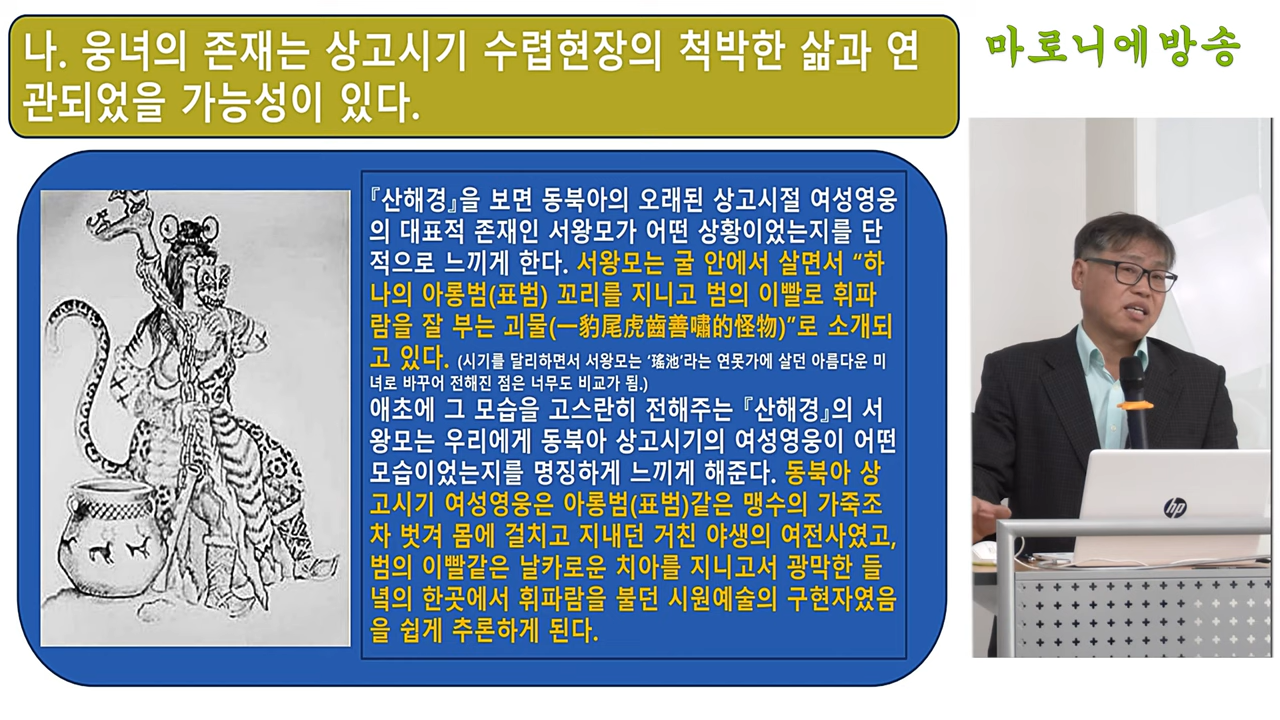 나. 웅녀의 존재는 상고시기 수렵현장의 척박한 삶과 연
관되었을 가능성이 있다.
마로니에방송
『산해경』을 보면 동북아의 오래된 상고시절 여성영웅
의 대표적 존재인 서왕모가 어떤 상황이었는지를 단
적으로 느끼게 한다. 서왕모는 굴 안에서 살면서 “하
나의 아롱범(표범) 꼬리를 지니고 범의 이빨로 휘파
람을 잘 부는 괴물(一豹尾虎齒善嘯的怪物)”로 소개되
고 있다. (시기를 달리하면서 서왕모는 ‘瑤池’라는 연못가에 살던 아름다운 미
녀로 바꾸어 전해진 점은 너무도 비교가 됨.)
애초에 그 모습을 고스란히 전해주는 『산해경』의 서
왕모는 우리에게 동북아 상고시기의 여성영웅이 어떤
모습이었는지를 명징하게 느끼게 해준다. 동북아 상
고시기 여성영웅은 아롱범(표범)같은 맹수의 가죽조
차 벗겨 몸에 걸치고 지내던 거친 야생의 여전사였고,
범의 이빨같은 날카로운 치아를 지니고서 광막한 들
녘의 한곳에서 휘파람을 불던 시원예술의 구현자였음
을 쉽게 추론하게 된다.
hp